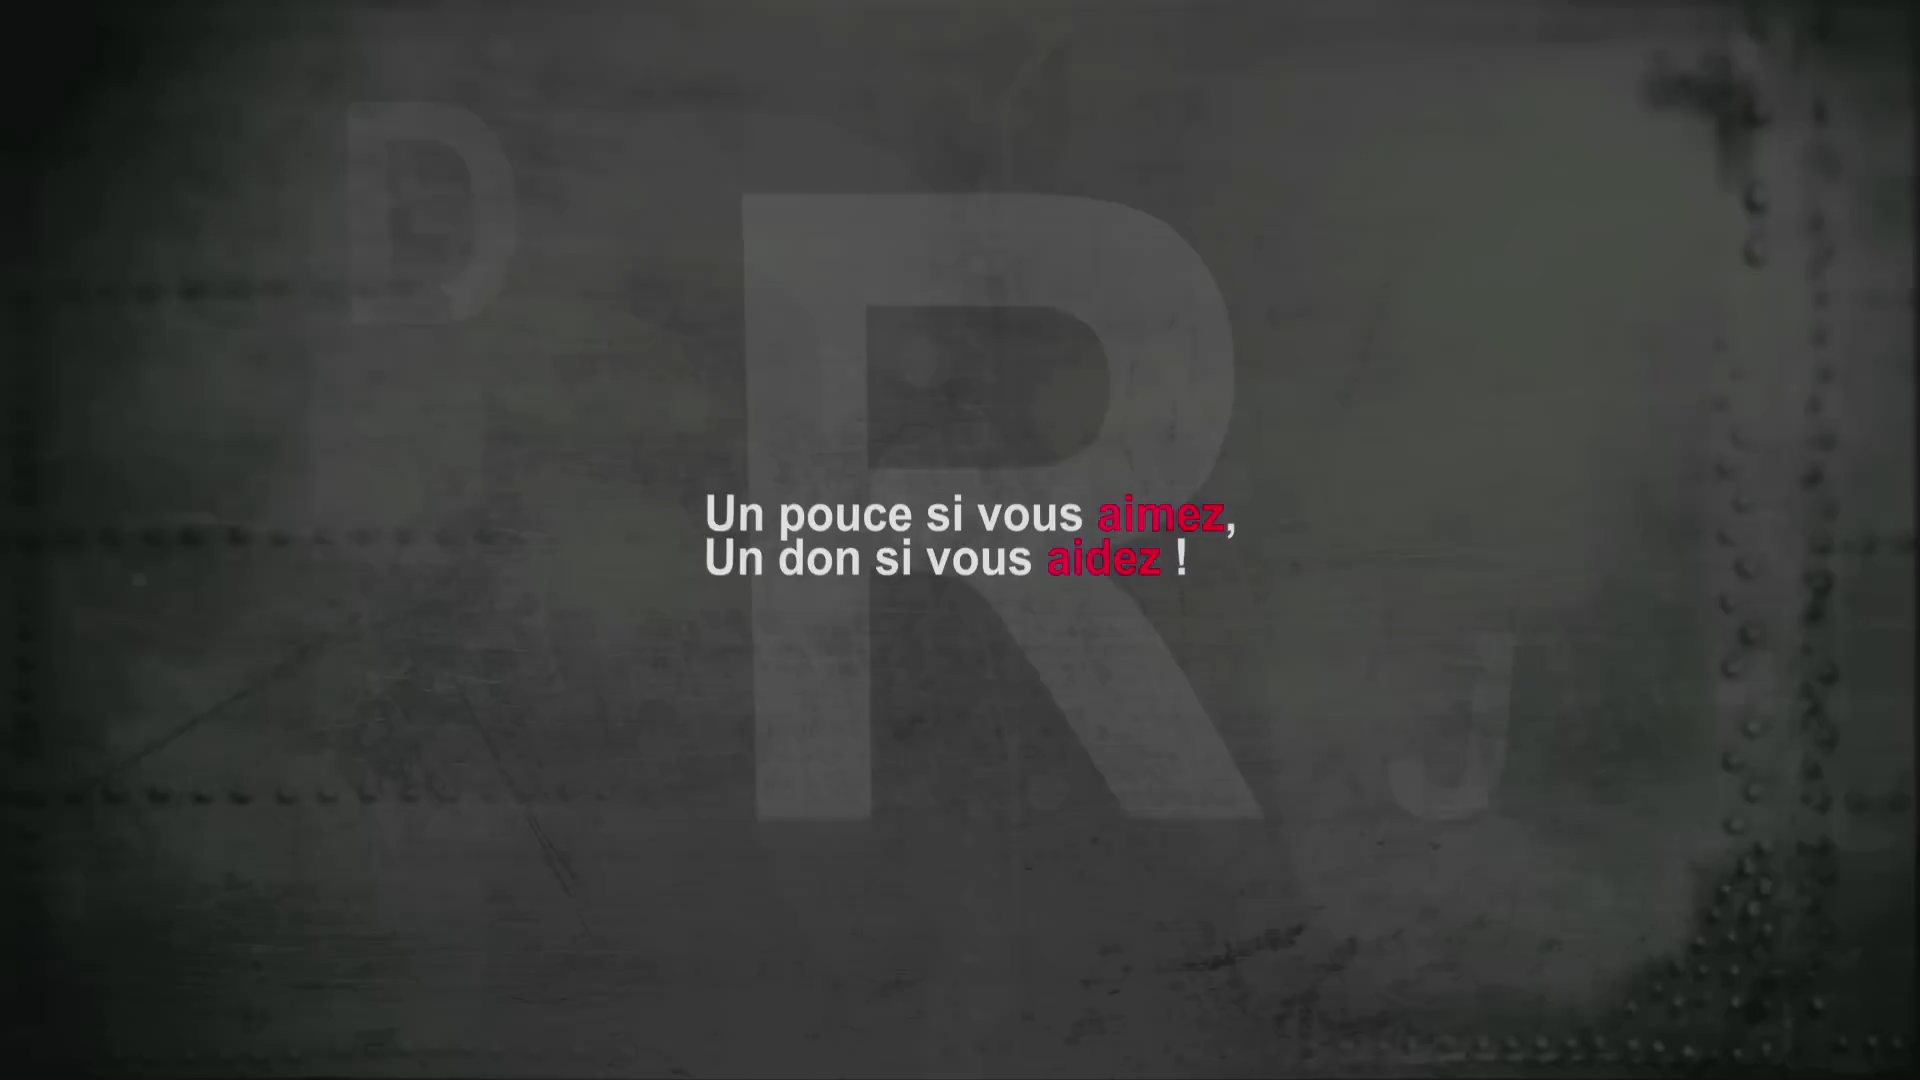 D
R
Un pouce si vous aimez,
Un don si vous aidez !
J